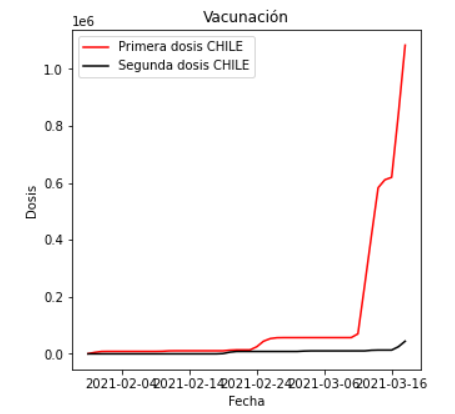 Vacunación
1e6
Primera dosis CHILE
Segunda dosis CHILE
1.0
0.8
0.6
0.4
0.2
0.0
Dosis
2021-02-04 2021-02-14 2021-02-24 2021-03-06 2021-03-16
Fecha